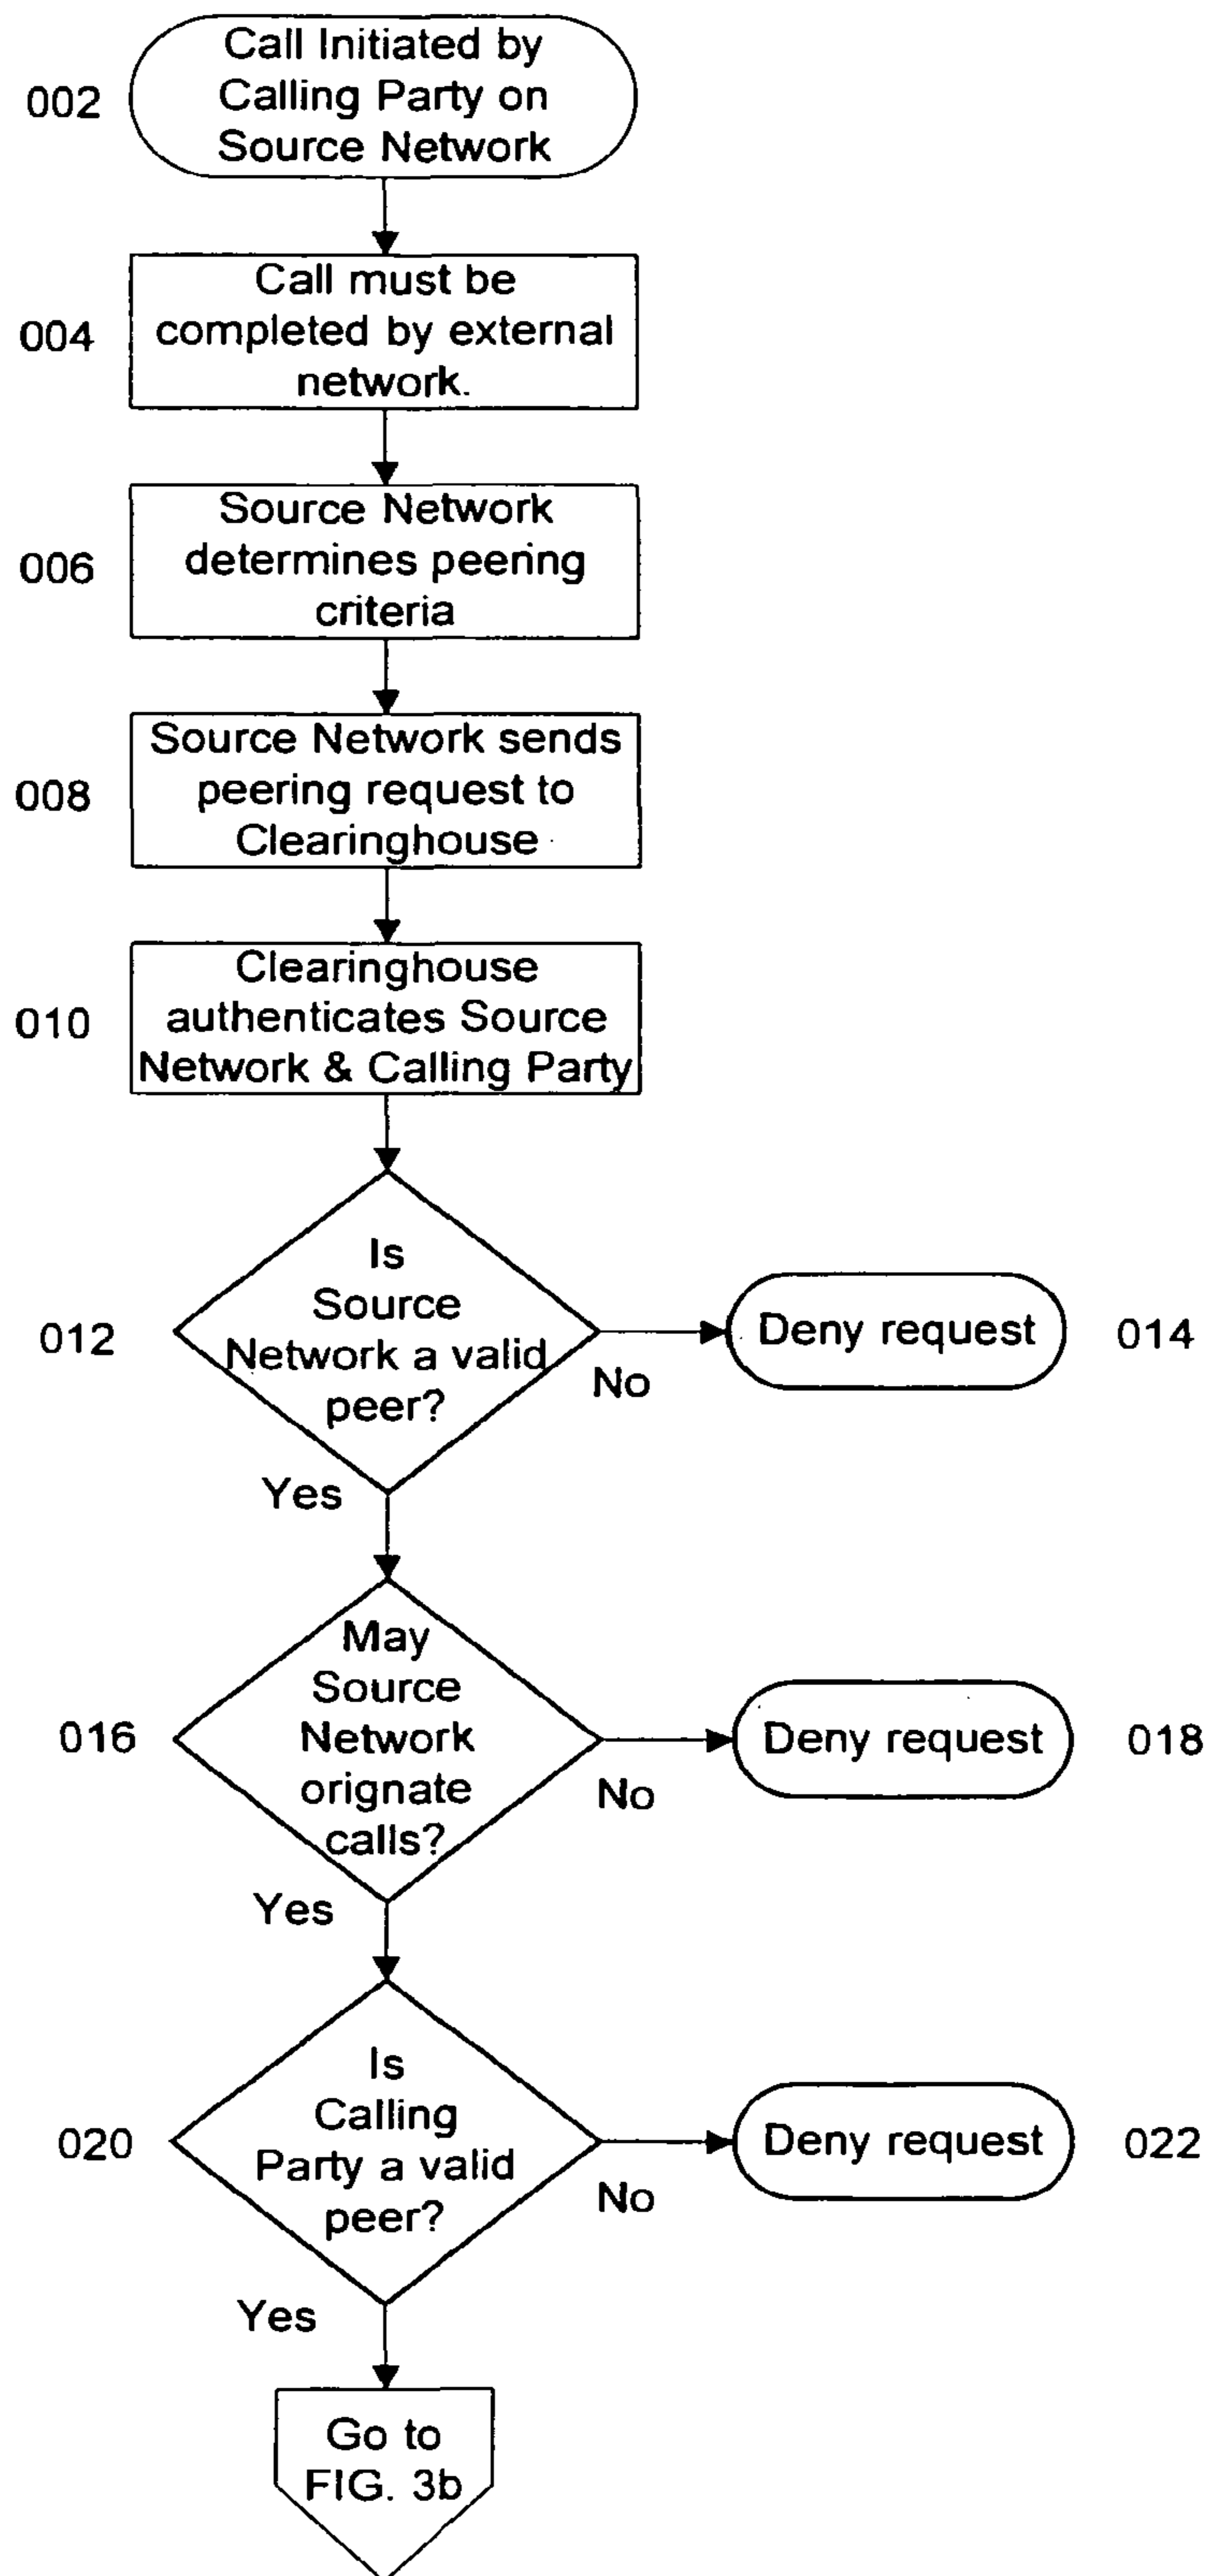 002
Call Initiated by
Calling Party on
Source Network
004
Call must be
completed by external
network.
006
Source Network
determines peering
criteria
008
Source Network sends
peering request to
Clearinghouse
010
Clearinghouse
authenticates Source
Network & Calling Party
012
Is
Source
Network a valid
peer?
No
Deny request
014
Yes
016
May
Source
Network
orignate
calls?
No
Deny request
018
Yes
020
Is
Calling
Party a valid
peer?
No
Deny request
022
Yes
Go to
FIG. 3b